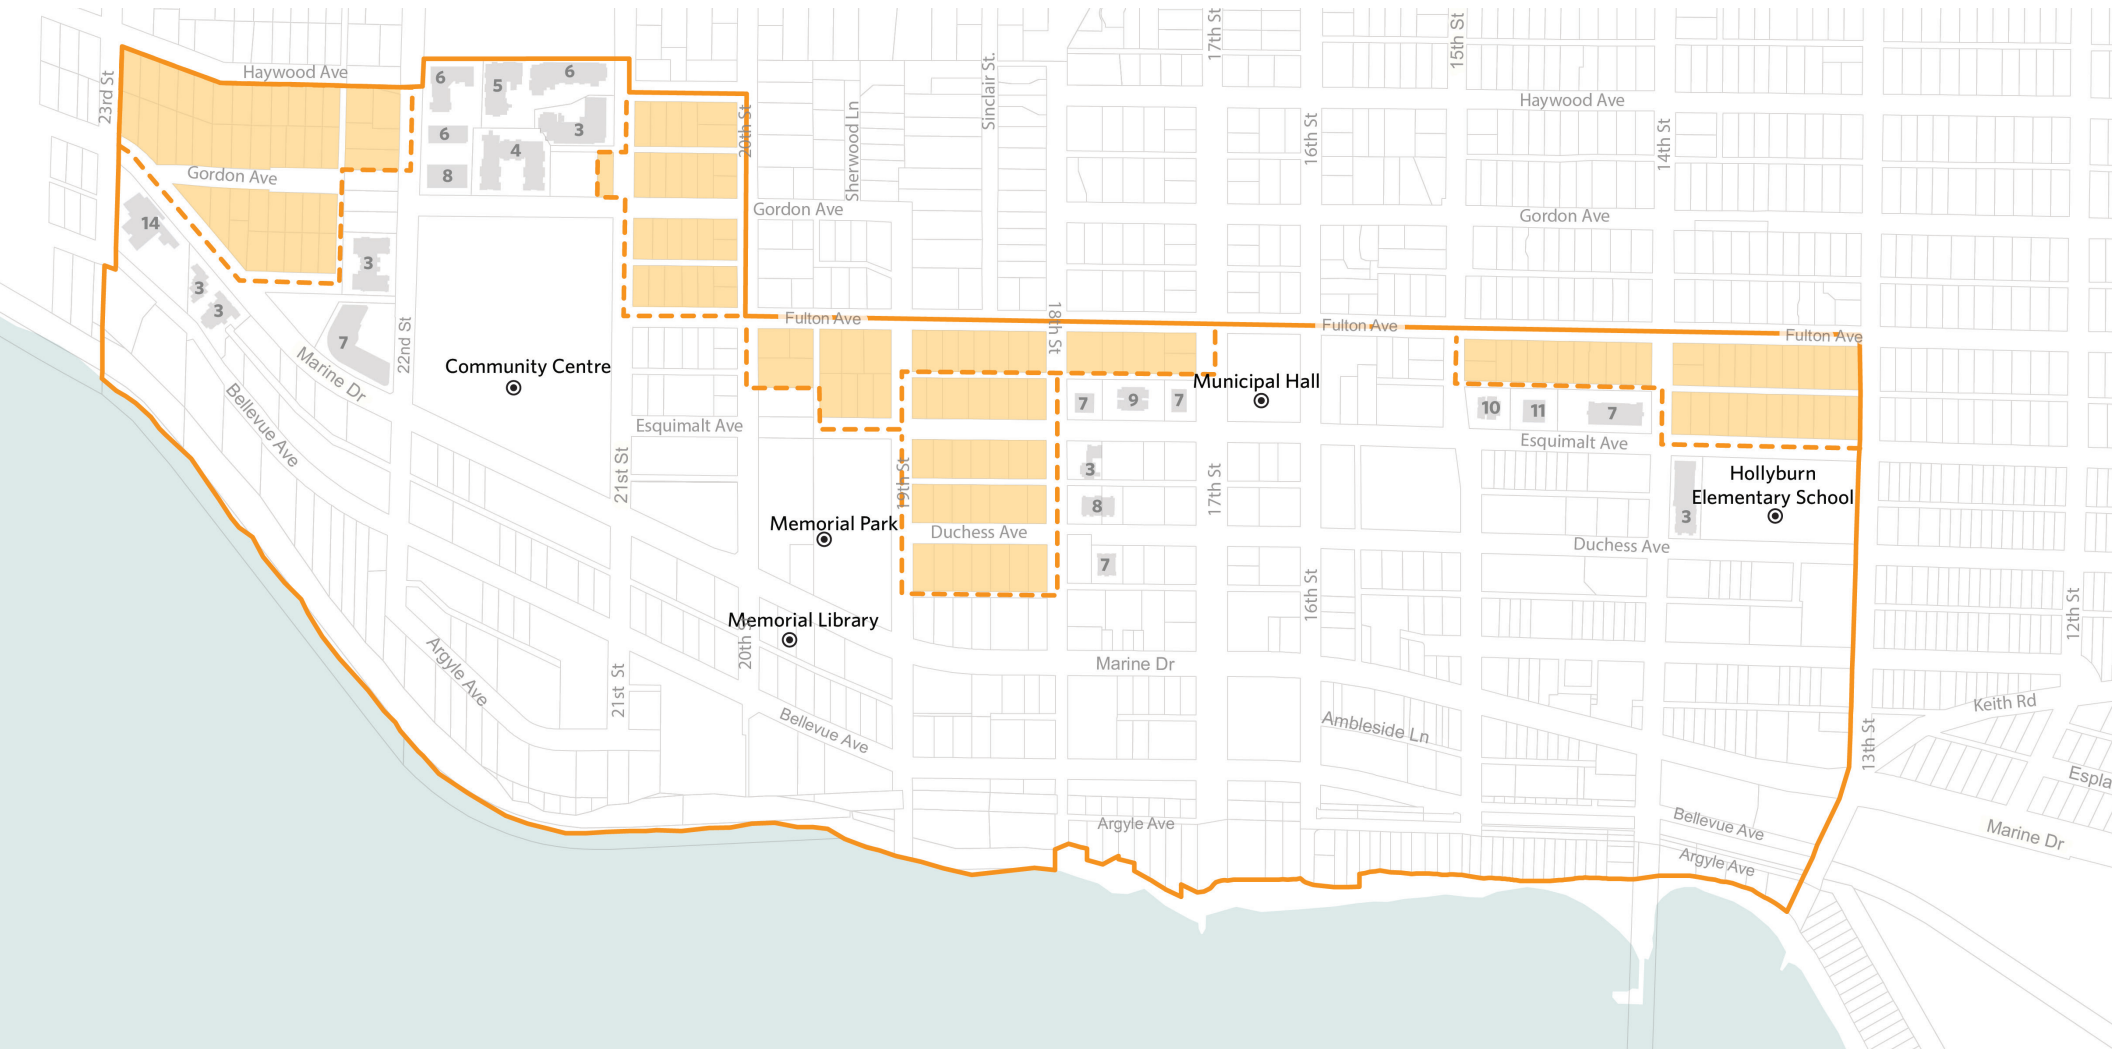 17th St
15th St
Haywood Ave
6
5
6
23rd St
Haywood Ave
20th St
Sherwood Ln
Sinclair St.
16th St
14th St
6
3
4
8
Gordon Ave
Gordon Ave
Gordon Ave
14
3
3
3
7
22nd St
Fulton Ave
18th St
Fulton Ave
Fulton Ave
Marine Dr
Community Centre
Municipal Hall
7
9
7
10
11
7
Bellevue Ave
Esquimalt Ave
Esquimalt Ave
21st St
19th St
3
17th St
Hollyburn
Elementary School
8
3
Memorial Park
Duchess Ave
Duchess Ave
7
16th St
12th St
Memorial Library
20th St
Argyle Ave
21st St
Marine Dr
Keith Rd
Bellevue Ave
Ambleside Ln
13th St
Espla
Argyle Ave
Bellevue Ave
Marine Dr
Argyle Ave